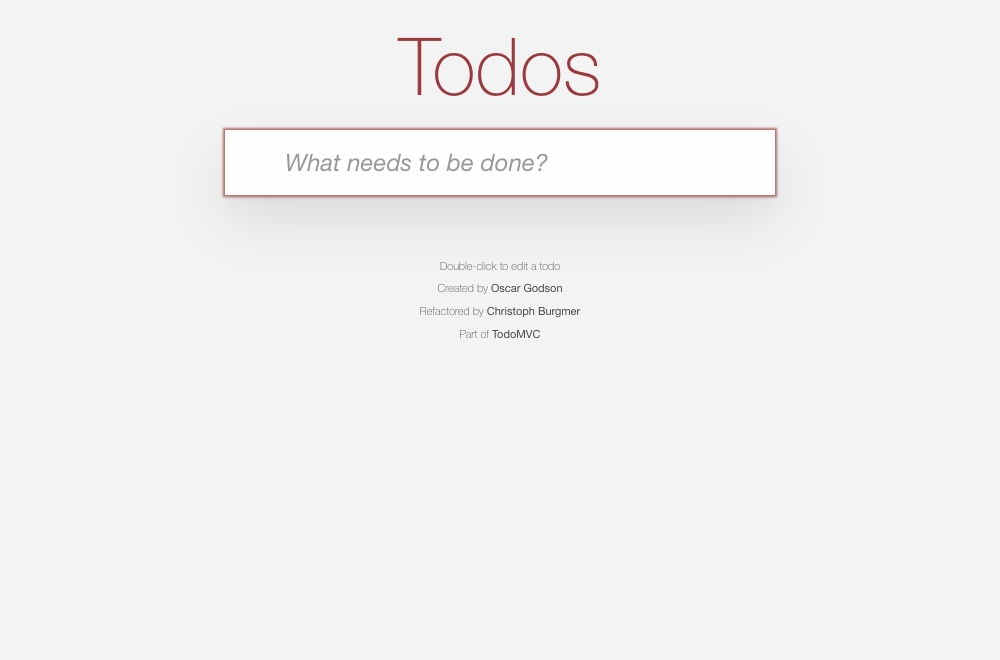 Todos
What needs to be done?
Double-click to edit a todo
Created by Oscar Godson
Refactored by Christoph Burgmer
Part of TodoMVC